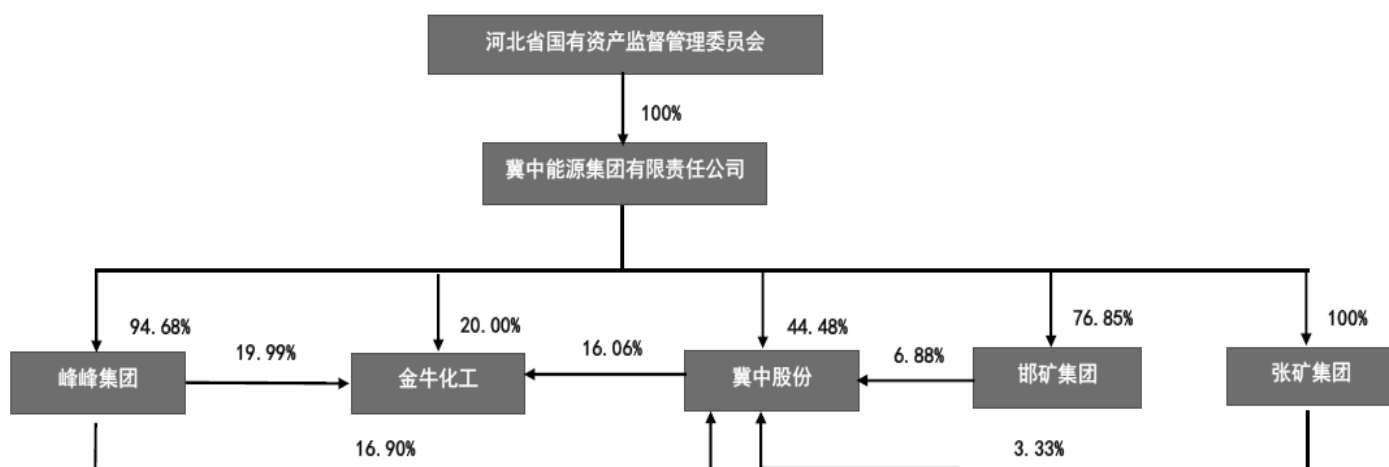 河北省国有资产监督管理委员会
100%
冀中能源集团有限责任公司
94.68%
20.00%
44.48%
76.85%
100%
19.99%
16.06%
6.88%
峰峰集团
金牛化工
冀中股份
邯矿集团
张矿集团
16.90%
3.33%